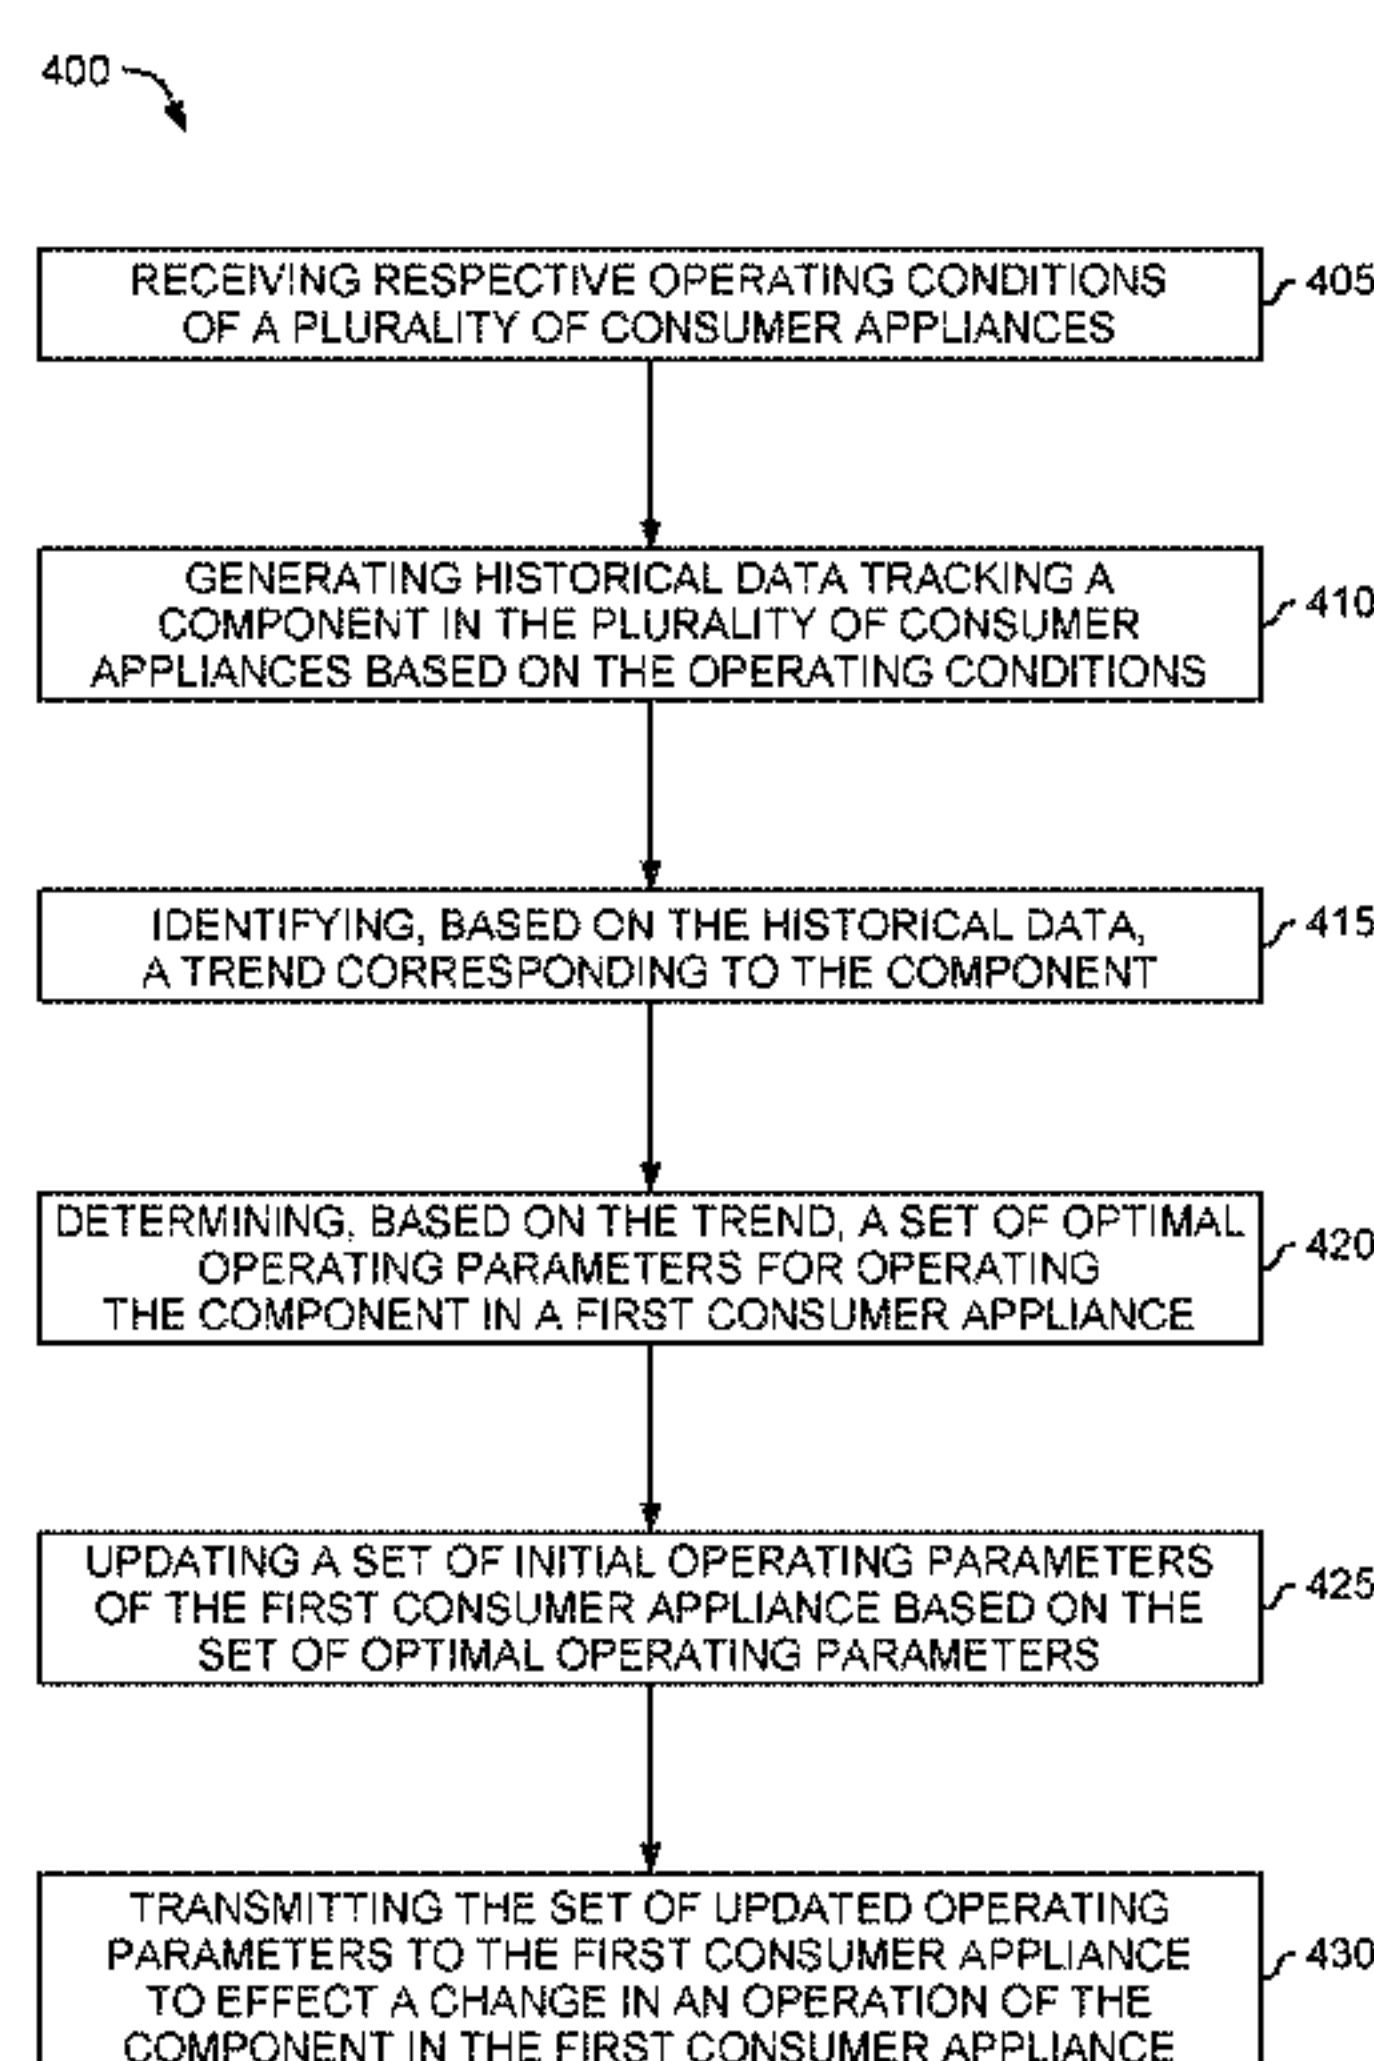 400
RECEIVING RESPECTIVE OPERATING CONDITIONS
OF A PLURALITY OF CONSUMER APPLIANCES
405
GENERATING HISTORICAL DATA TRACKING A
COMPONENT IN THE PLURALITY OF CONSUMER
APPLIANCES BASED ON THE OPERATING CONDITIONS
410
IDENTIFYING, BASED ON THE HISTORICAL DATA,
A TREND CORRESPONDING TO THE COMPONENT
415
DETERMINING, BASED ON THE TREND, A SET OF OPTIMAL
OPERATING PARAMETERS FOR OPERATING
THE COMPONENT IN A FIRST CONSUMER APPLIANCE
420
UPDATING A SET OF INITIAL OPERATING PARAMETERS
OF THE FIRST CONSUMER APPLIANCE BASED ON THE
SET OF OPTIMAL OPERATING PARAMETERS
425
TRANSMITTING THE SET OF UPDATED OPERATING
PARAMETERS TO THE FIRST CONSUMER APPLIANCE
TO EFFECT A CHANGE IN AN OPERATION OF THE
COMPONENT IN THE FIRST CONSUMER APPLIANCE
430